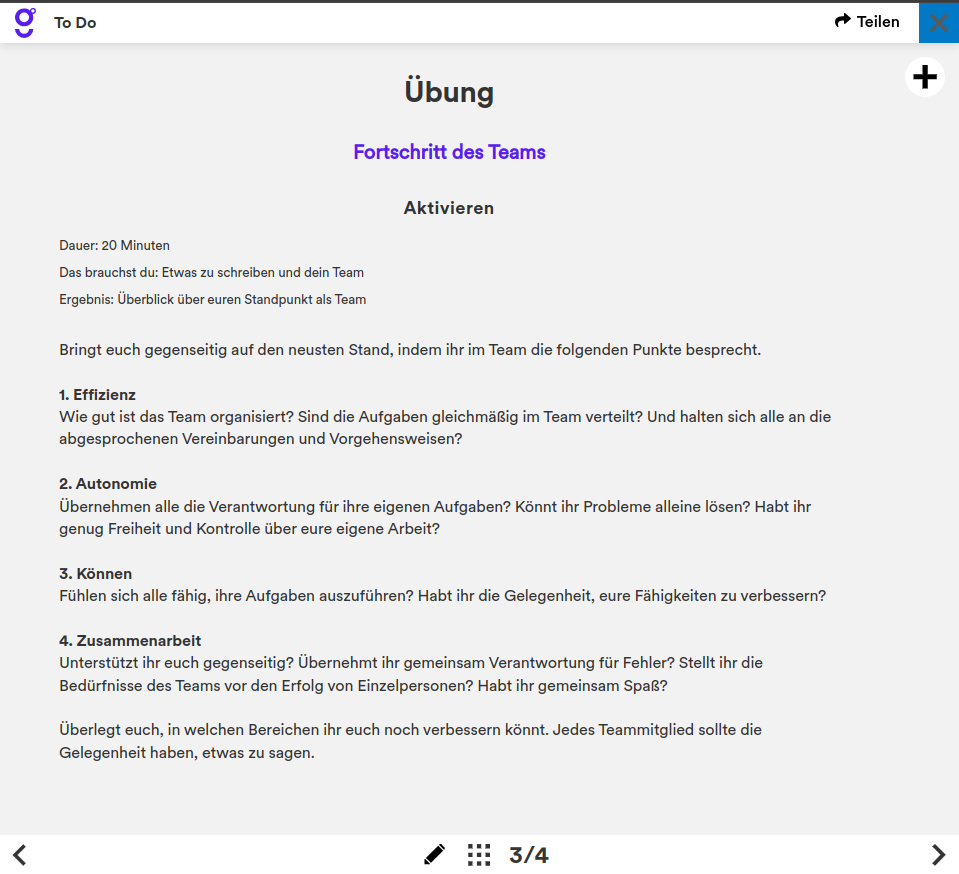 To Do
Teilen
Übung
Fortschritt des Teams
Aktivieren
Dauer: 20 Minuten
Das brauchst du: Etwas zu schreiben und dein Team
Ergebnis: Überblick über euren Standpunkt als Team
Bringt euch gegenseitig auf den neusten Stand, indem ihr im Team die folgenden Punkte besprecht.
1. Effizienz
Wie gut ist das Team organisiert? Sind die Aufgaben gleichmäßig im Team verteilt? Und halten sich alle an die
abgesprochenen Vereinbarungen und Vorgehensweisen?
2. Autonomie
Übernehmen alle die Verantwortung für ihre eigenen Aufgaben? Könnt ihr Probleme alleine lösen? Habt ihr
genug Freiheit und Kontrolle über eure eigene Arbeit?
3. Können
Fühlen sich alle fähig, ihre Aufgaben auszuführen? Habt ihr die Gelegenheit, eure Fähigkeiten zu verbessern?
4. Zusammenarbeit
Unterstützt ihr euch gegenseitig? Übernehmt ihr gemeinsam Verantwortung für Fehler? Stellt ihr die
Bedürfnisse des Teams vor den Erfolg von Einzelpersonen? Habt ihr gemeinsam Spaß?
Überlegt euch, in welchen Bereichen ihr euch noch verbessern könnt. Jedes Teammitglied sollte die
Gelegenheit haben, etwas zu sagen.
3/4